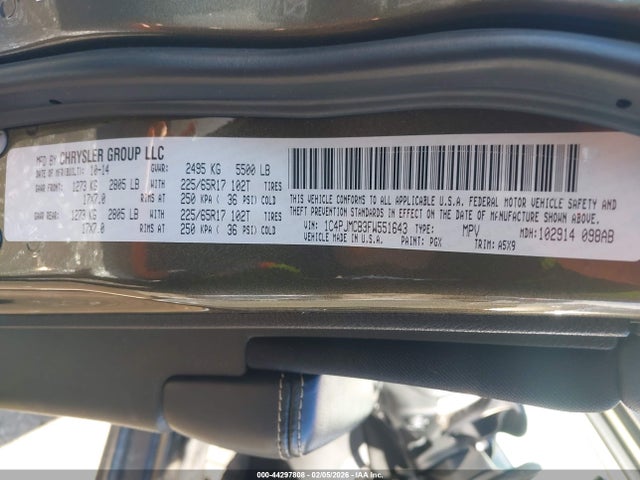 MFD BY CHRYSLER GROUP LLC
DATE OF MFR(BUILT): 10-14 GVWR: 2495 KG 5500 LB
GAWR FRONT: 1273 KG 2805 LB WITH 225/65R17 102T TIRES
17X7.0 RIMS AT 250 KPA ( 36 PSI) COLD
GAWR REAR: 1273 KG 2805 LB WITH 225/65R17 102T TIRES
17X7.0 RIMS AT 250 KPA ( 36 PSI) COLD
THIS VEHICLE CONFORMS TO ALL APPLICABLE U.S.A. FEDERAL MOTOR VEHICLE SAFETY AND
THEFT PREVENTION STANDARDS IN EFFECT ON THE DATE OF MANUFACTURE SHOWN ABOVE.
VIN: 1C4PJMCB3FW551643 TYPE: MPV MDH: 102914 098AB
VEHICLE MADE IN U.S.A. PAINT: PGX TRIM: A5X9
000-44297808 - 02/05/2026 - IAAI.COM